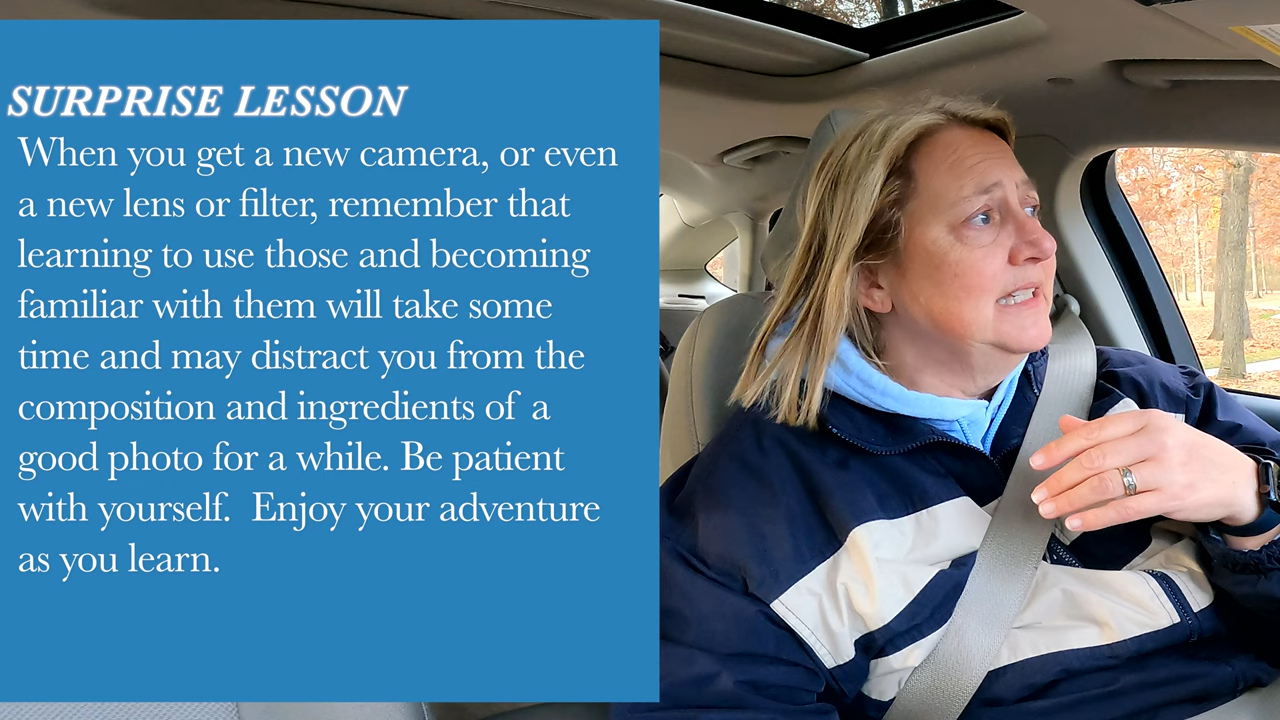 SURPRISE LESSON
When you get a new camera, or even
a new lens or filter, remember that
learning to use those and becoming
familiar with them will take some
time and may distract you from the
composition and ingredients of a
good photo for a while. Be patient
with yourself.  Enjoy your adventure
as you learn.